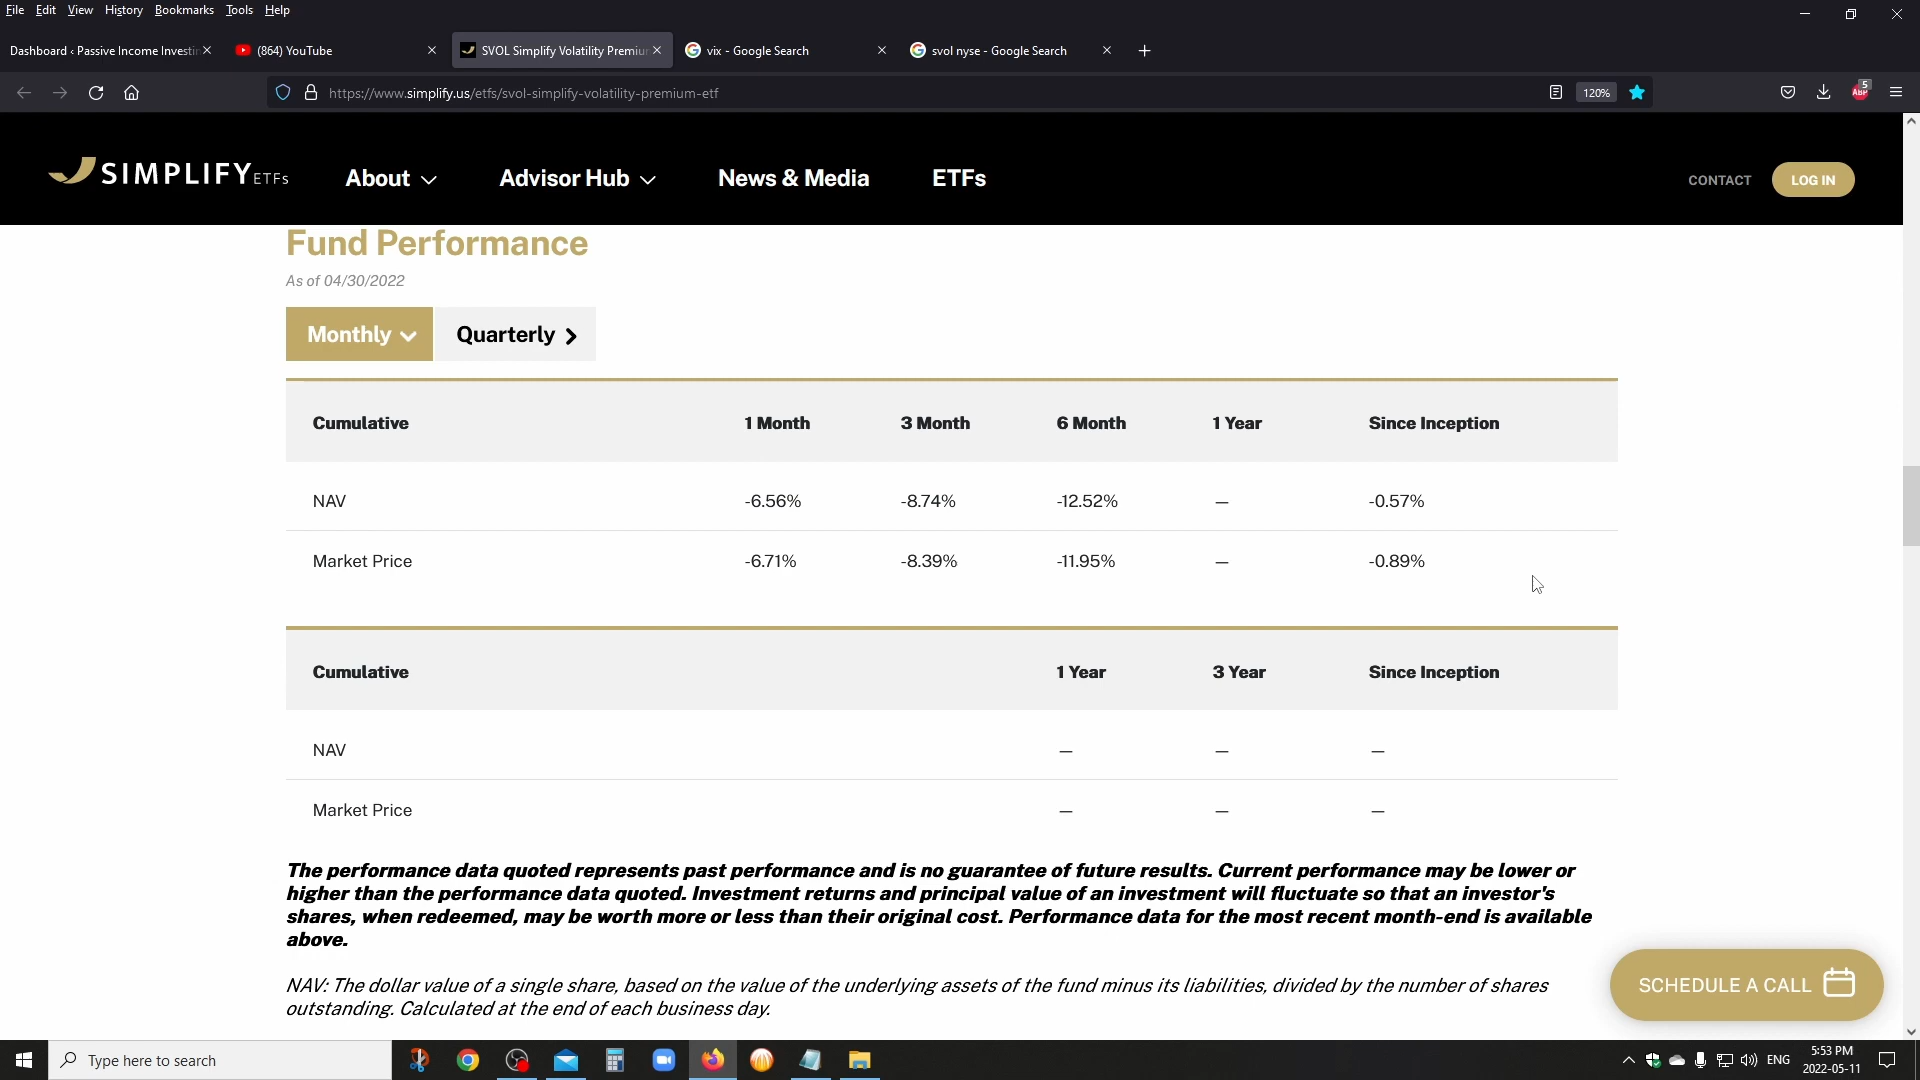 File Edit View History Bookmarks Tools Help
Dashboard ‹ Passive Income Investin
(864) YouTube
SVOL Simplify Volatility Premiu
vix - Google Search
svol nyse - Google Search
https://www.simplify.us/etfs/svol-simplify-volatility-premium-etf
120%
ABP
5
SIMPLIFY ETFs
About
Advisor Hub
News & Media
ETFs
CONTACT
LOG IN
Fund Performance
As of 04/30/2022
Monthly
Quarterly
Cumulative 1 Month 3 Month 6 Month 1 Year Since Inception
NAV -6.56% -8.74% -12.52% — -0.57%
Market Price -6.71% -8.39% -11.95% — -0.89%
Cumulative 1 Year 3 Year Since Inception
NAV — — —
Market Price — — —
The performance data quoted represents past performance and is no guarantee of future results. Current performance may be lower or
higher than the performance data quoted. Investment returns and principal value of an investment will fluctuate so that an investor's
shares, when redeemed, may be worth more or less than their original cost. Performance data for the most recent month-end is available
above.
NAV: The dollar value of a single share, based on the value of the underlying assets of the fund minus its liabilities, divided by the number of shares
outstanding. Calculated at the end of each business day.
SCHEDULE A CALL
Type here to search
ENG
5:53 PM
2022-05-11